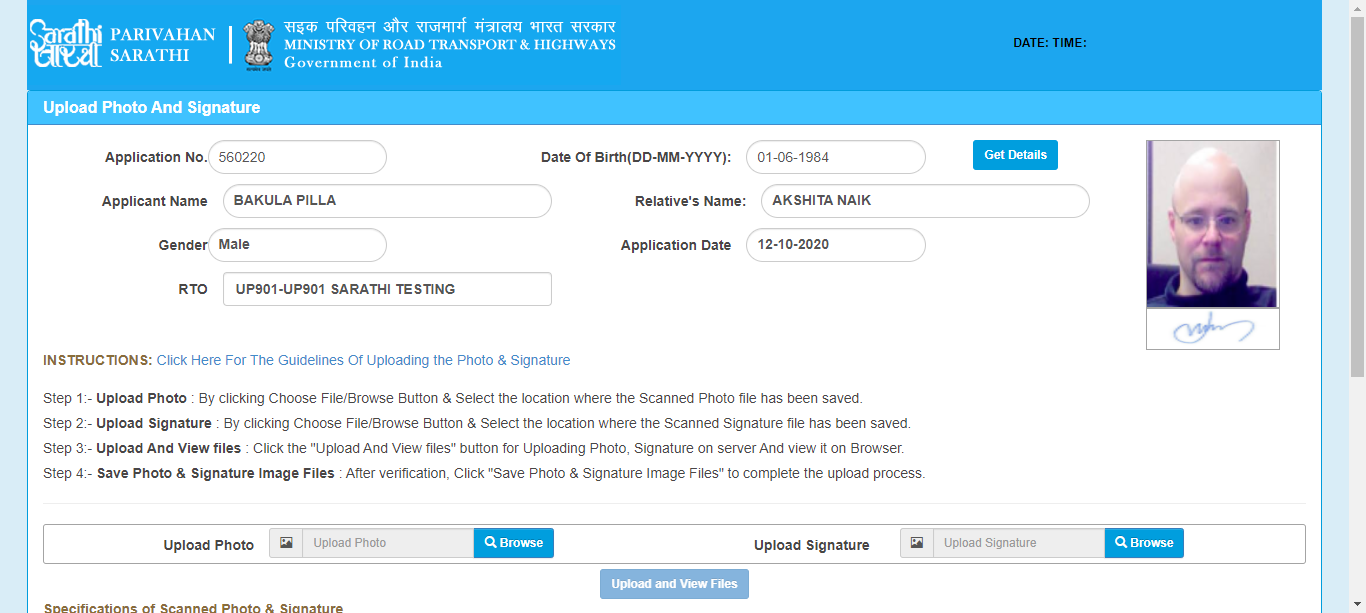 Sarathi
सारथी
PARIVAHAN
SARATHI
सड़क परिवहन और राजमार्ग मंत्रालय भारत सरकार
MINISTRY OF ROAD TRANSPORT & HIGHWAYS
Government of India
DATE: TIME:
Upload Photo And Signature
Application No. 560220 Date Of Birth(DD-MM-YYYY): 01-06-1984 Get Details
Applicant Name BAKULA PILLA Relative's Name: AKSHITA NAIK
Gender Male Application Date 12-10-2020
RTO UP901-UP901 SARATHI TESTING
INSTRUCTIONS: Click Here For The Guidelines Of Uploading the Photo & Signature
Step 1:- Upload Photo : By clicking Choose File/Browse Button & Select the location where the Scanned Photo file has been saved.
Step 2:- Upload Signature : By clicking Choose File/Browse Button & Select the location where the Scanned Signature file has been saved.
Step 3:- Upload And View files : Click the "Upload And View files" button for Uploading Photo, Signature on server And view it on Browser.
Step 4:- Save Photo & Signature Image Files : After verification, Click "Save Photo & Signature Image Files" to complete the upload process.
Upload Photo Upload Photo Browse Upload Signature Upload Signature Browse
Upload and View Files
Specifications of Scanned Photo & Signature